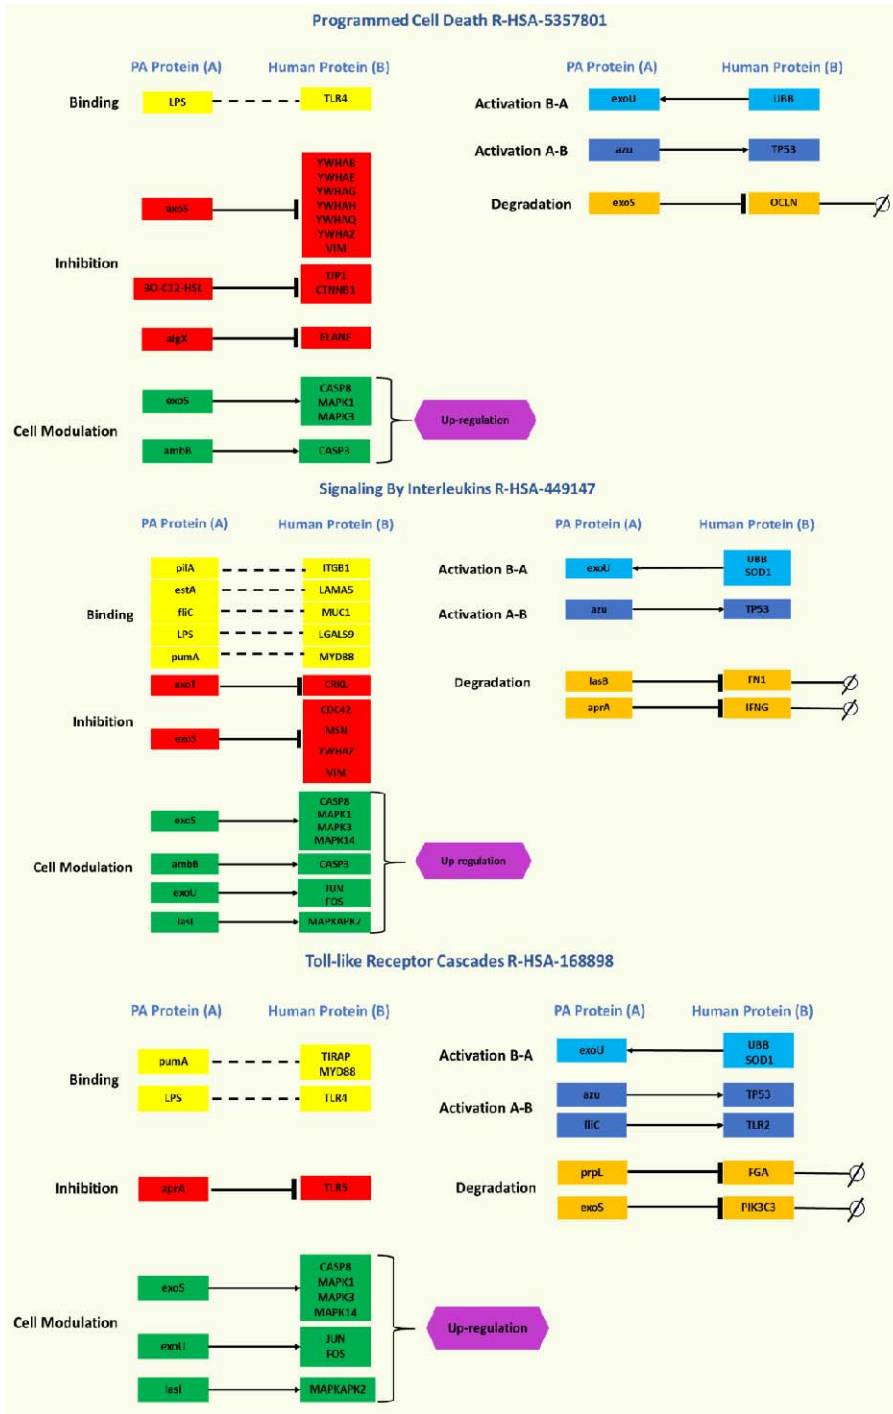 Programmed Cell Death R-HSA-5357801
PA Protein (A)
Human Protein (B)
Binding
LPS
TLR4
exoS
YWHAB
YWHAE
YWHAG
YWHAH
YWHAQ
YWHAZ
VIM
Inhibition
3O-C12-HSL
TJP1
CTNNB1
algX
ELANE
Cell Modulation
exoS
CASP8
MAPK1
MAPK3
ambB
CASP3
Up-regulation
PA Protein (A)
Human Protein (B)
Activation B-A
exoU
UBB
Activation A-B
azu
TP53
Degradation
exoS
OCLN
Signaling By Interleukins R-HSA-449147
PA Protein (A)
Human Protein (B)
Binding
pilA
ITGB1
estA
LAMA5
fliC
MUC1
LPS
LGALS9
pumA
MYD88
Inhibition
exoT
CRKL
exoS
CDC42
MSN
YWHAZ
VIM
Cell Modulation
exoS
CASP8
MAPK1
MAPK3
MAPK14
ambB
CASP3
exoU
JUN
FOS
lasI
MAPKAPK2
Up-regulation
PA Protein (A)
Human Protein (B)
Activation B-A
exoU
UBB
SOD1
Activation A-B
azu
TP53
Degradation
lasB
FN1
aprA
IFNG
Toll-like Receptor Cascades R-HSA-168898
PA Protein (A)
Human Protein (B)
Binding
pumA
TIRAP
MYD88
LPS
TLR4
Inhibition
aprA
TLR5
Cell Modulation
exoS
CASP8
MAPK1
MAPK3
MAPK14
exoU
JUN
FOS
lasI
MAPKAPK2
Up-regulation
PA Protein (A)
Human Protein (B)
Activation B-A
exoU
UBB
SOD1
Activation A-B
azu
TP53
fliC
TLR2
Degradation
prpL
FGA
exoS
PIK3C3